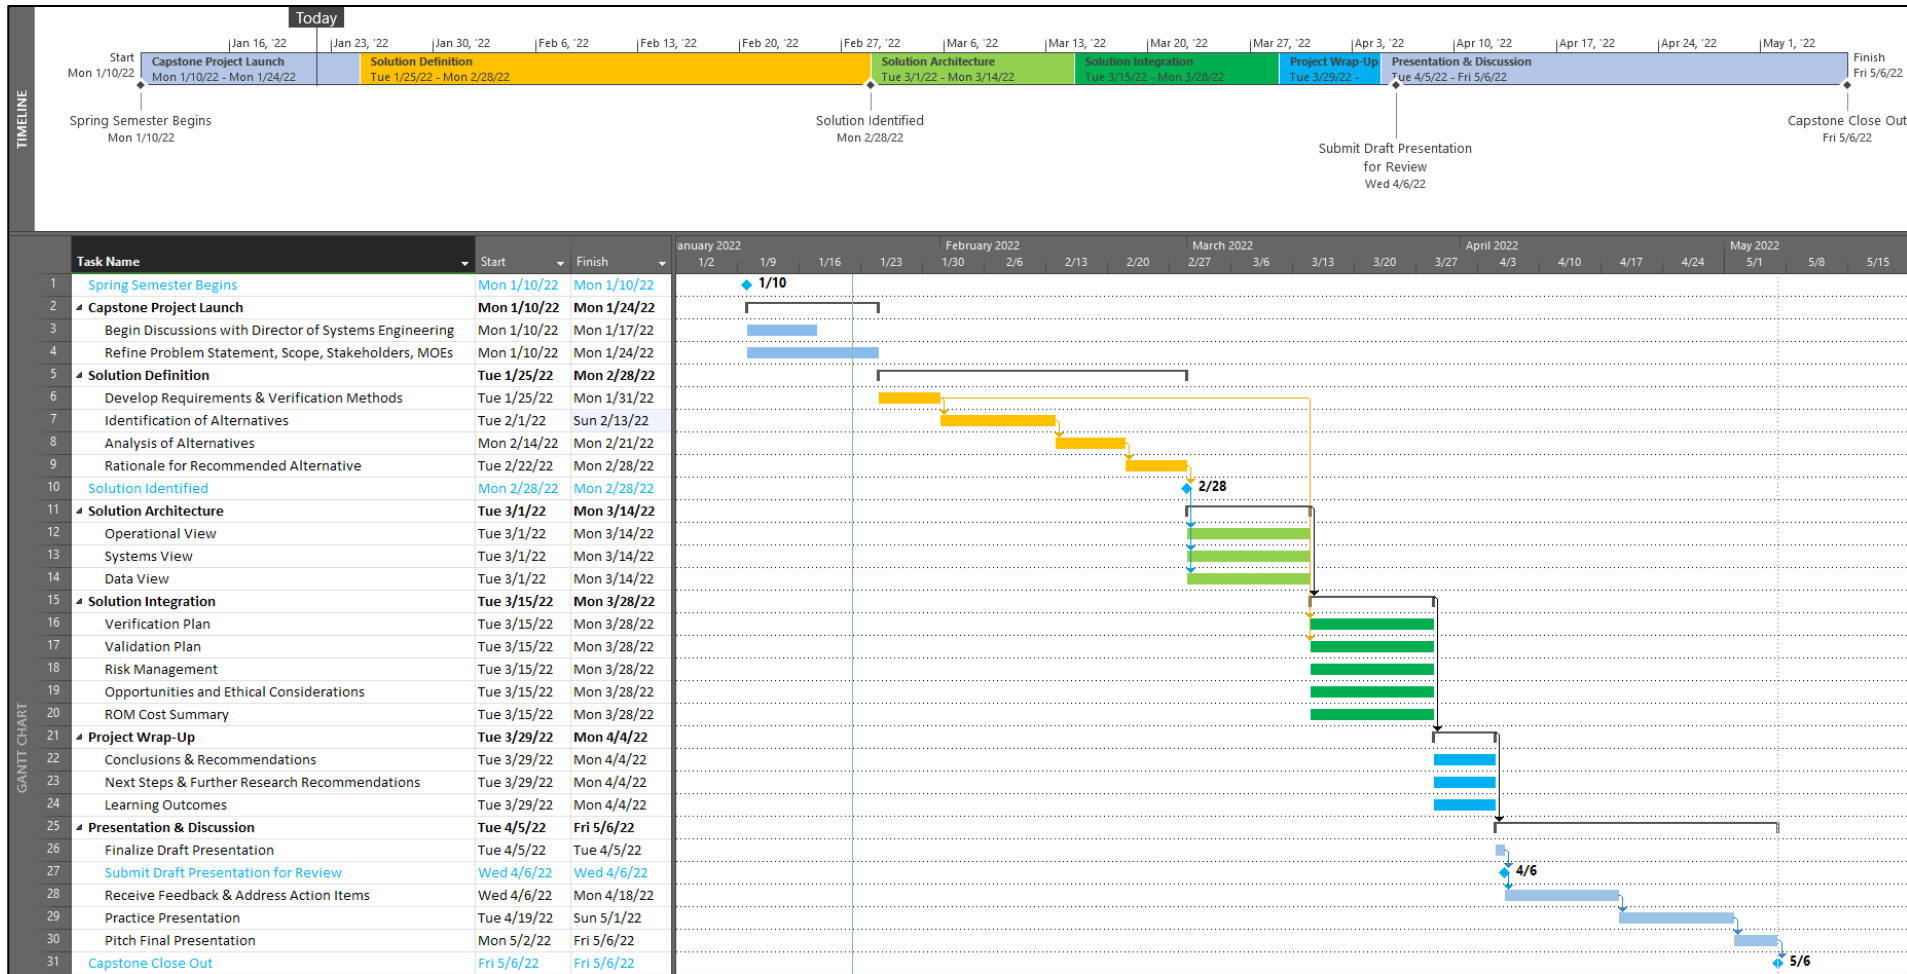 Today
Jan 16, '22 Jan 23, '22 Jan 30, '22 Feb 6, '22 Feb 13, '22 Feb 20, '22 Feb 27, '22 Mar 6, '22 Mar 13, '22 Mar 20, '22 Mar 27, '22 Apr 3, '22 Apr 10, '22 Apr 17, '22 Apr 24, '22 May 1, '22
Start
Mon 1/10/22
Capstone Project Launch
Mon 1/10/22 - Mon 1/24/22
Solution Definition
Tue 1/25/22 - Mon 2/28/22
Solution Architecture
Tue 3/1/22 - Mon 3/14/22
Solution Integration
Tue 3/15/22 - Mon 3/28/22
Project Wrap-Up
Tue 3/29/22 -
Presentation & Discussion
Tue 4/5/22 - Fri 5/6/22
Finish
Fri 5/6/22
TIMELINE
Spring Semester Begins
Mon 1/10/22
Solution Identified
Mon 2/28/22
Submit Draft Presentation
for Review
Wed 4/6/22
Capstone Close Out
Fri 5/6/22
GANTT CHART
anuary 2022 February 2022 March 2022 April 2022 May 2022
Task Name Start Finish 1/2 1/9 1/16 1/23 1/30 2/6 2/13 2/20 2/27 3/6 3/13 3/20 3/27 4/3 4/10 4/17 4/24 5/1 5/8 5/15
1 Spring Semester Begins Mon 1/10/22 Mon 1/10/22 1/10
2 Capstone Project Launch Mon 1/10/22 Mon 1/24/22
3 Begin Discussions with Director of Systems Engineering Mon 1/10/22 Mon 1/17/22
4 Refine Problem Statement, Scope, Stakeholders, MOEs Mon 1/10/22 Mon 1/24/22
5 Solution Definition Tue 1/25/22 Mon 2/28/22
6 Develop Requirements & Verification Methods Tue 1/25/22 Mon 1/31/22
7 Identification of Alternatives Tue 2/1/22 Sun 2/13/22
8 Analysis of Alternatives Mon 2/14/22 Mon 2/21/22
9 Rationale for Recommended Alternative Tue 2/22/22 Mon 2/28/22
10 Solution Identified Mon 2/28/22 Mon 2/28/22 2/28
11 Solution Architecture Tue 3/1/22 Mon 3/14/22
12 Operational View Tue 3/1/22 Mon 3/14/22
13 Systems View Tue 3/1/22 Mon 3/14/22
14 Data View Tue 3/1/22 Mon 3/14/22
15 Solution Integration Tue 3/15/22 Mon 3/28/22
16 Verification Plan Tue 3/15/22 Mon 3/28/22
17 Validation Plan Tue 3/15/22 Mon 3/28/22
18 Risk Management Tue 3/15/22 Mon 3/28/22
19 Opportunities and Ethical Considerations Tue 3/15/22 Mon 3/28/22
20 ROM Cost Summary Tue 3/15/22 Mon 3/28/22
21 Project Wrap-Up Tue 3/29/22 Mon 4/4/22
22 Conclusions & Recommendations Tue 3/29/22 Mon 4/4/22
23 Next Steps & Further Research Recommendations Tue 3/29/22 Mon 4/4/22
24 Learning Outcomes Tue 3/29/22 Mon 4/4/22
25 Presentation & Discussion Tue 4/5/22 Fri 5/6/22
26 Finalize Draft Presentation Tue 4/5/22 Tue 4/5/22
27 Submit Draft Presentation for Review Wed 4/6/22 Wed 4/6/22 4/6
28 Receive Feedback & Address Action Items Wed 4/6/22 Mon 4/18/22
29 Practice Presentation Tue 4/19/22 Sun 5/1/22
30 Pitch Final Presentation Mon 5/2/22 Fri 5/6/22
31 Capstone Close Out Fri 5/6/22 Fri 5/6/22 5/6